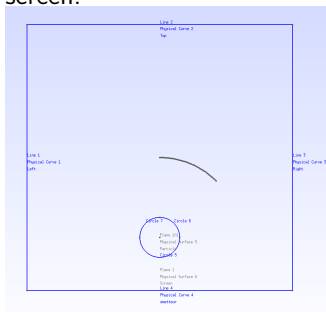 screen.
Line 2
Physical Curve 2
Top
Line 1
Physical Curve 1
Left
Line 3
Physical Curve 3
Right
Circle 7
Circle 6
Plane
Physical Surface 5
Particle
Circle 5
Plane 2
Physical Surface 6
Screen
Line 4
Physical Curve 4